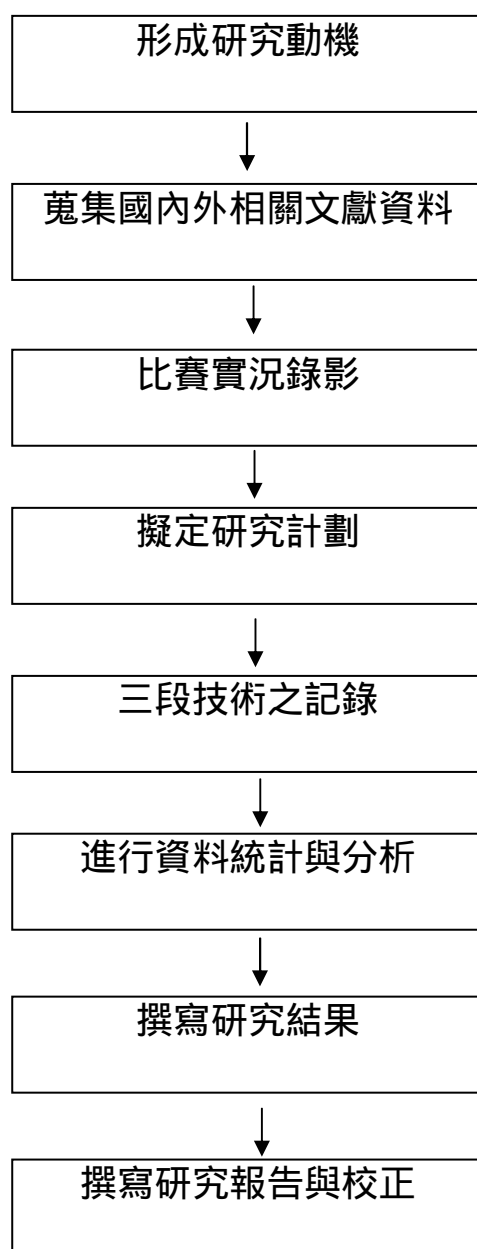 形成研究動機
蒐集國內外相關文獻資料
比賽實況錄影
擬定研究計劃
三段技術之記錄
進行資料統計與分析
撰寫研究結果
撰寫研究報告與校正